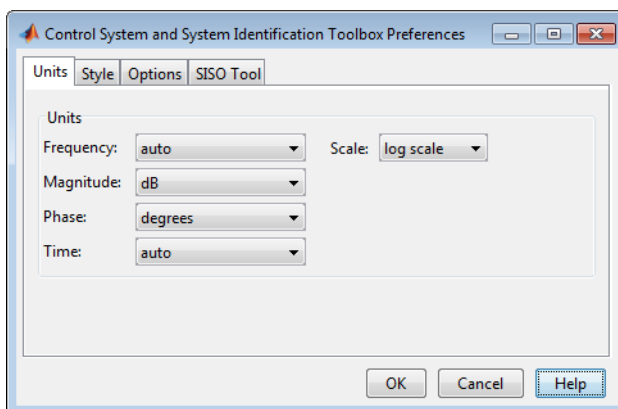 Control System and System Identification Toolbox Preferences
Units Style Options SISO Tool
Units
Frequency: auto Scale: log scale
Magnitude: dB
Phase: degrees
Time: auto
OK Cancel Help